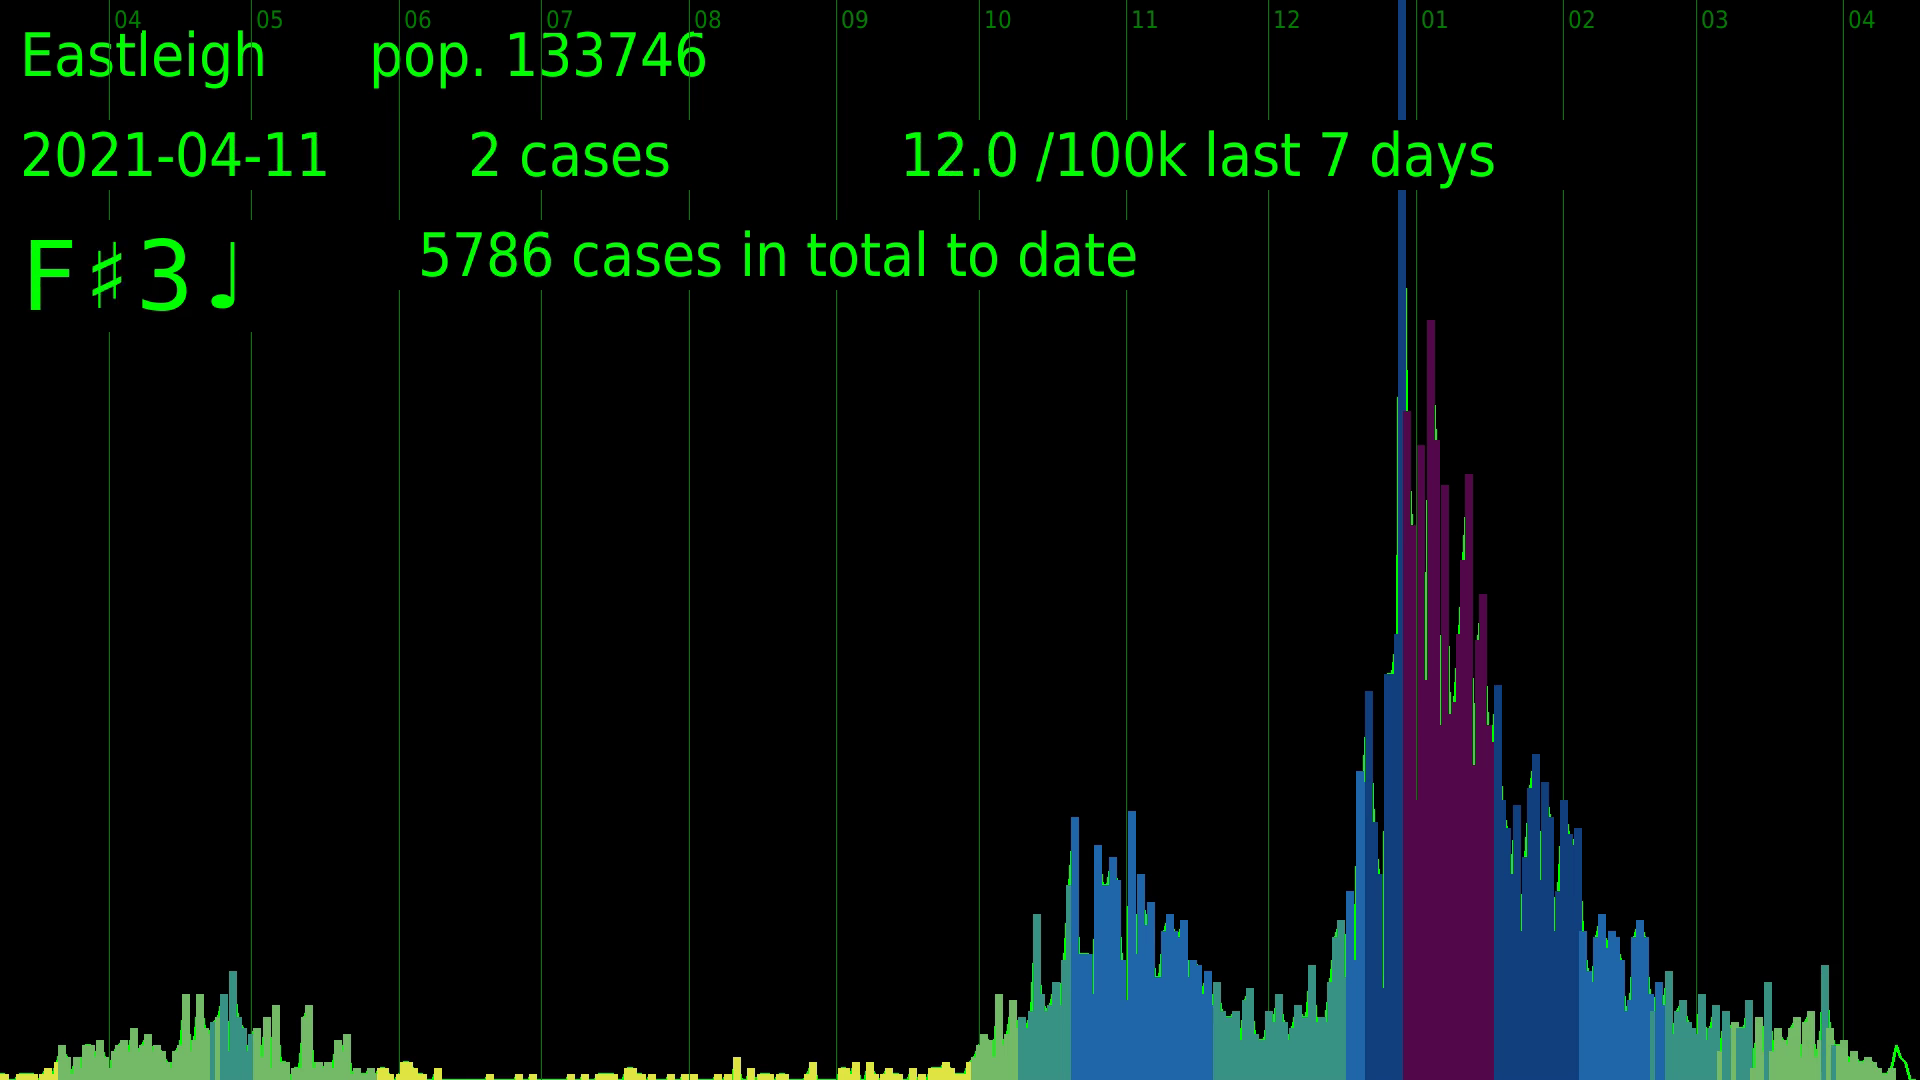 04 05 06 07 08 09 10 11 12 01 02 03 04
Eastleigh pop. 133746
2021-04-11 2 cases 12.0 /100k last 7 days
F♯3♩ 5786 cases in total to date